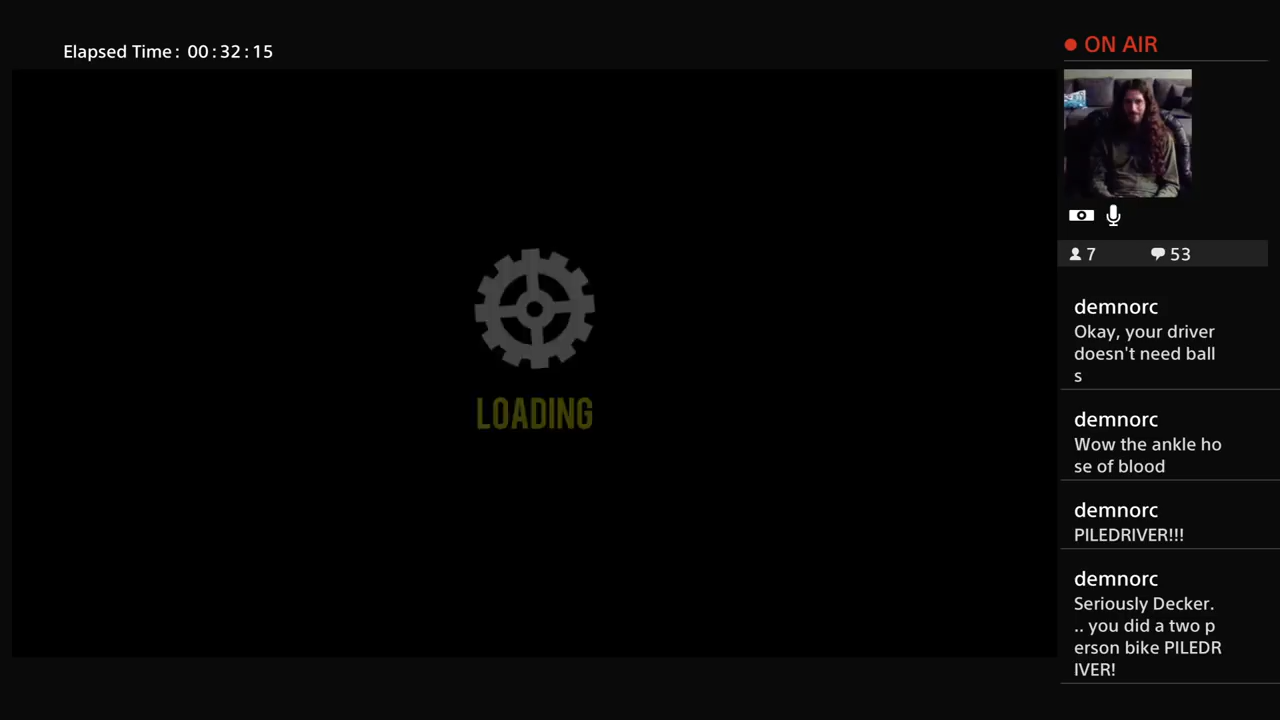 Elapsed Time: 00:32:15
ON AIR
7 53
demnorc
Okay, your driver
doesn't need ball
s
demnorc
Wow the ankle ho
se of blood
demnorc
PILEDRIVER!!!
demnorc
Seriously Decker.
.. you did a two p
erson bike PILEDR
IVER!
LOADING